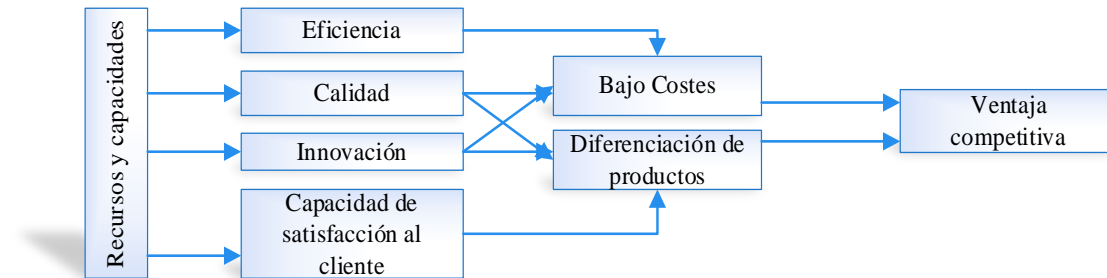 Recursos y capacidades
Eficiencia
Calidad
Innovación
Capacidad de
satisfacción al
cliente
Bajo Costes
Diferenciación de
productos
Ventaja
competitiva